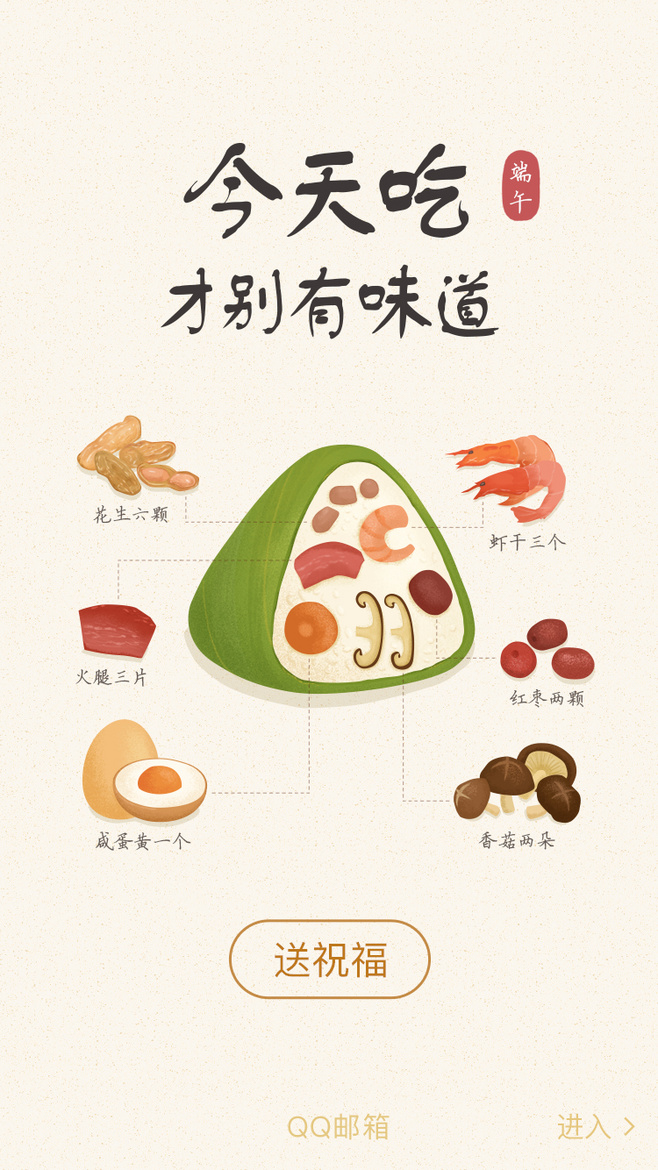 今天吃
端午
才别有味道
花生六颗
虾干三个
火腿三片
红枣两颗
咸蛋黄一个
香菇两朵
送祝福
QQ邮箱
进入 >